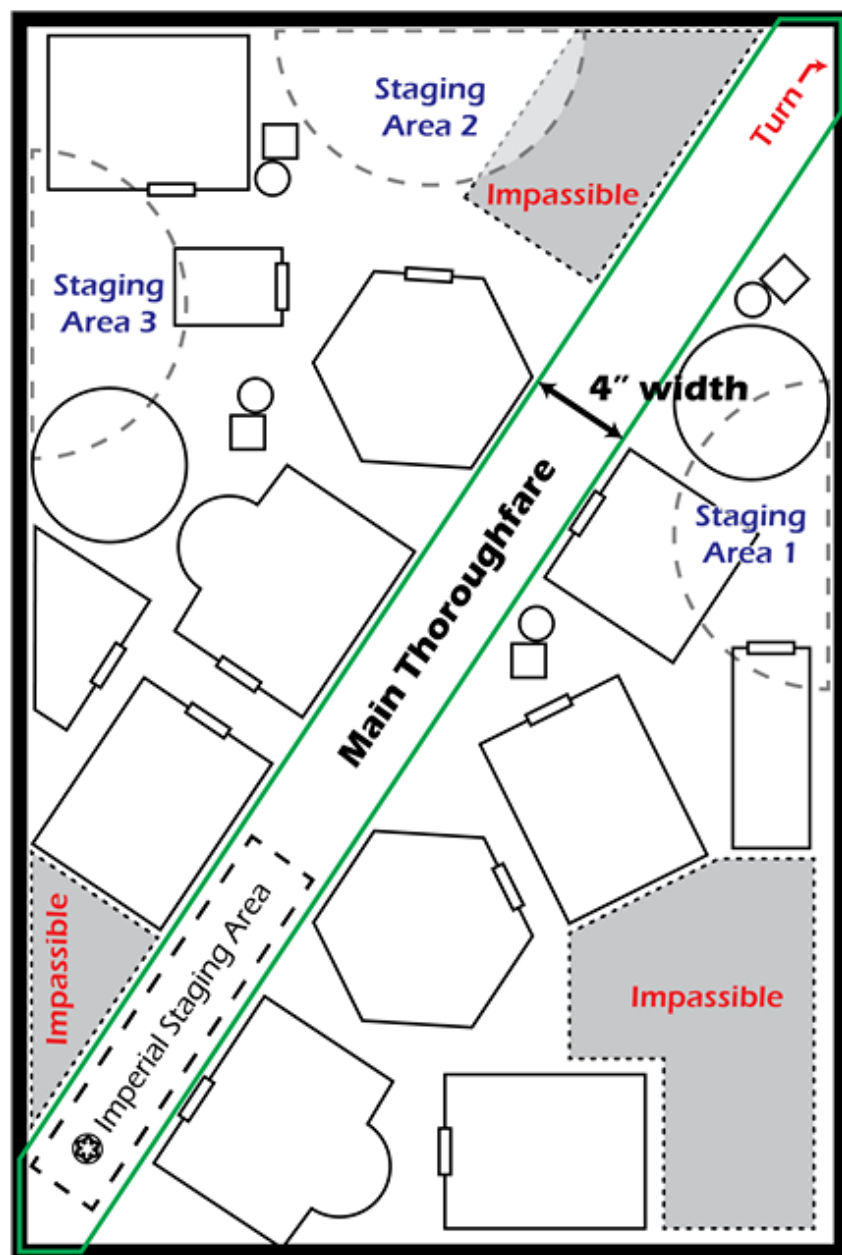 Staging
Area 2
Turn
Impassible
Staging
Area 3
4" width
Staging
Area 1
Main Thoroughfare
Impassible
Imperial Staging Area
Impassible